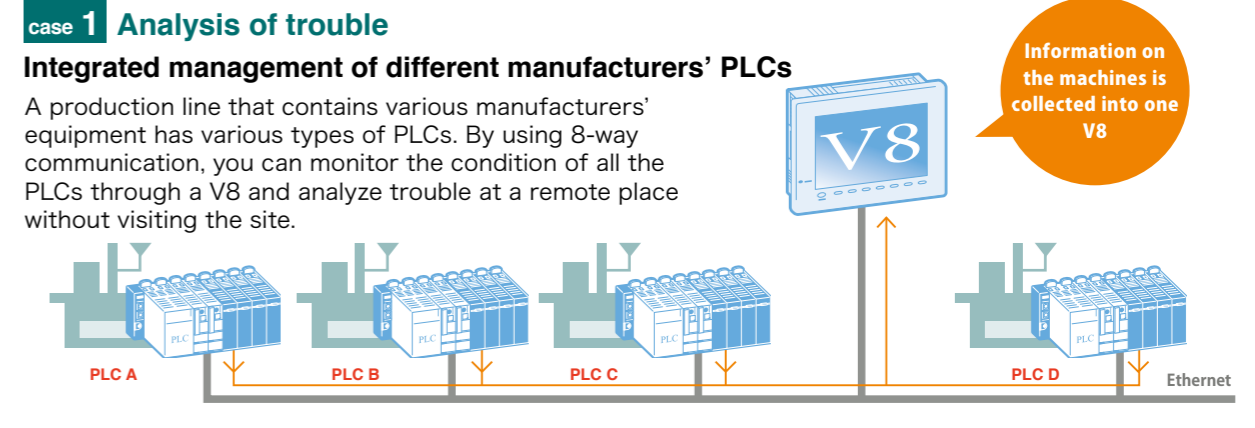 case 1 Analysis of trouble
Integrated management of different manufacturers’ PLCs
A production line that contains various manufacturers’
equipment has various types of PLCs. By using 8-way
communication, you can monitor the condition of all the
PLCs through a V8 and analyze trouble at a remote place
without visiting the site.
Information on
the machines is
collected into one
V8
V8
PLC
PLC
PLC
PLC
PLC A
PLC B
PLC C
PLC D
Ethernet